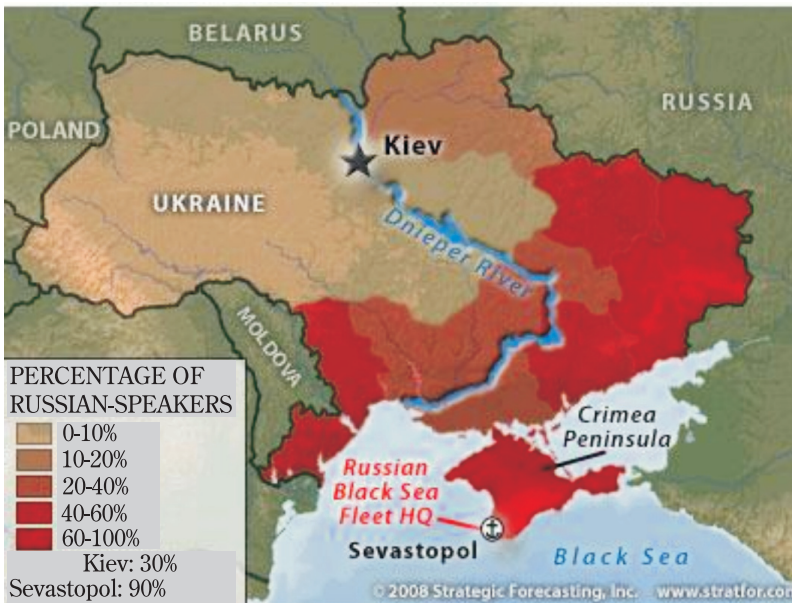 BELARUS
POLAND
RUSSIA
Kiev
UKRAINE
Dnieper River
MOLDOVA
PERCENTAGE OF
RUSSIAN-SPEAKERS
0-10%
10-20%
20-40%
40-60%
60-100%
Kiev: 30%
Sevastopol: 90%
Crimea
Peninsula
Russian
Black Sea
Fleet HQ
Sevastopol
Black Sea
© 2008 Strategic Forecasting, Inc. www.stratfor.com